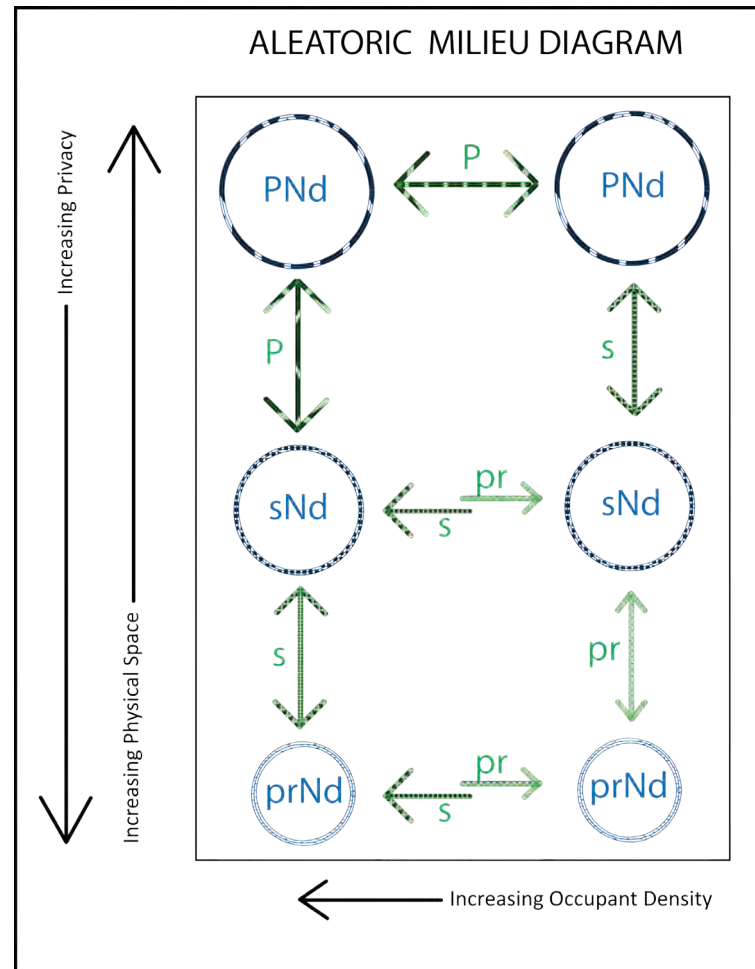 ALEATORIC MILIEU DIAGRAM
Increasing Privacy
Increasing Physical Space
PNd
P
PNd
P
s
sNd
pr
s
sNd
s
pr
prNd
pr
s
prNd
Increasing Occupant Density